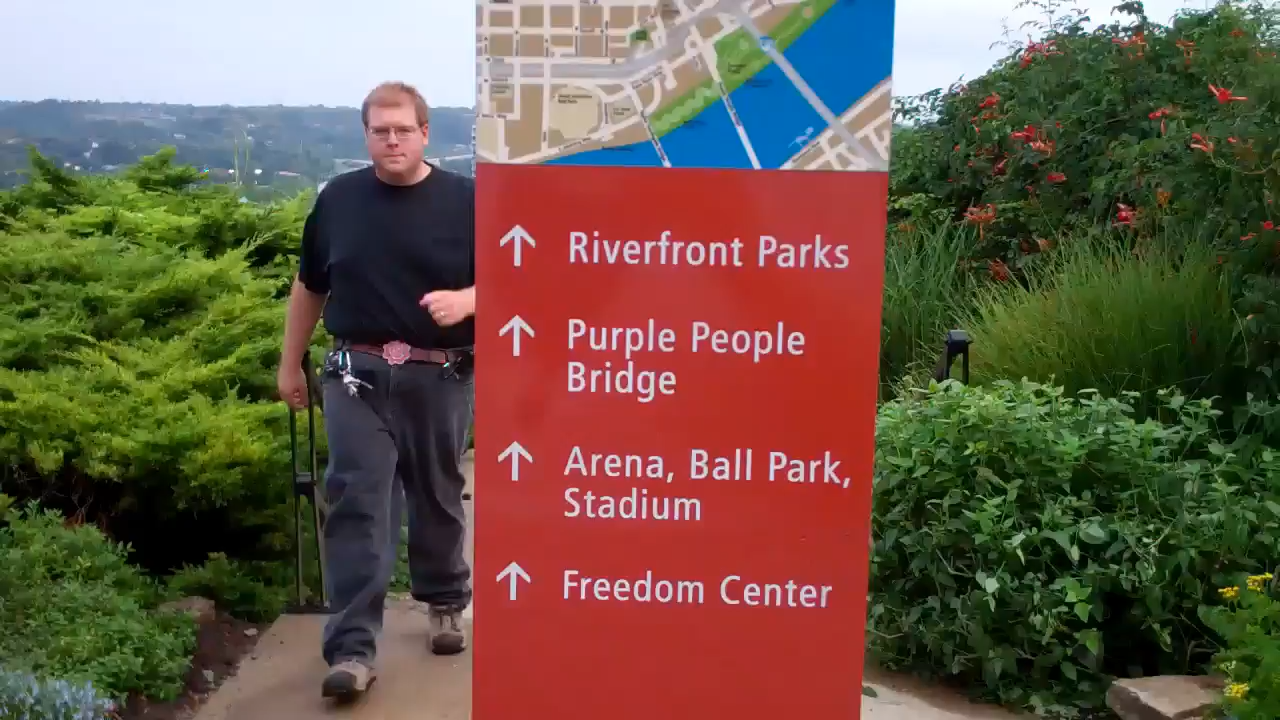 Riverfront Parks
Purple People
Bridge
Arena, Ball Park,
Stadium
Freedom Center